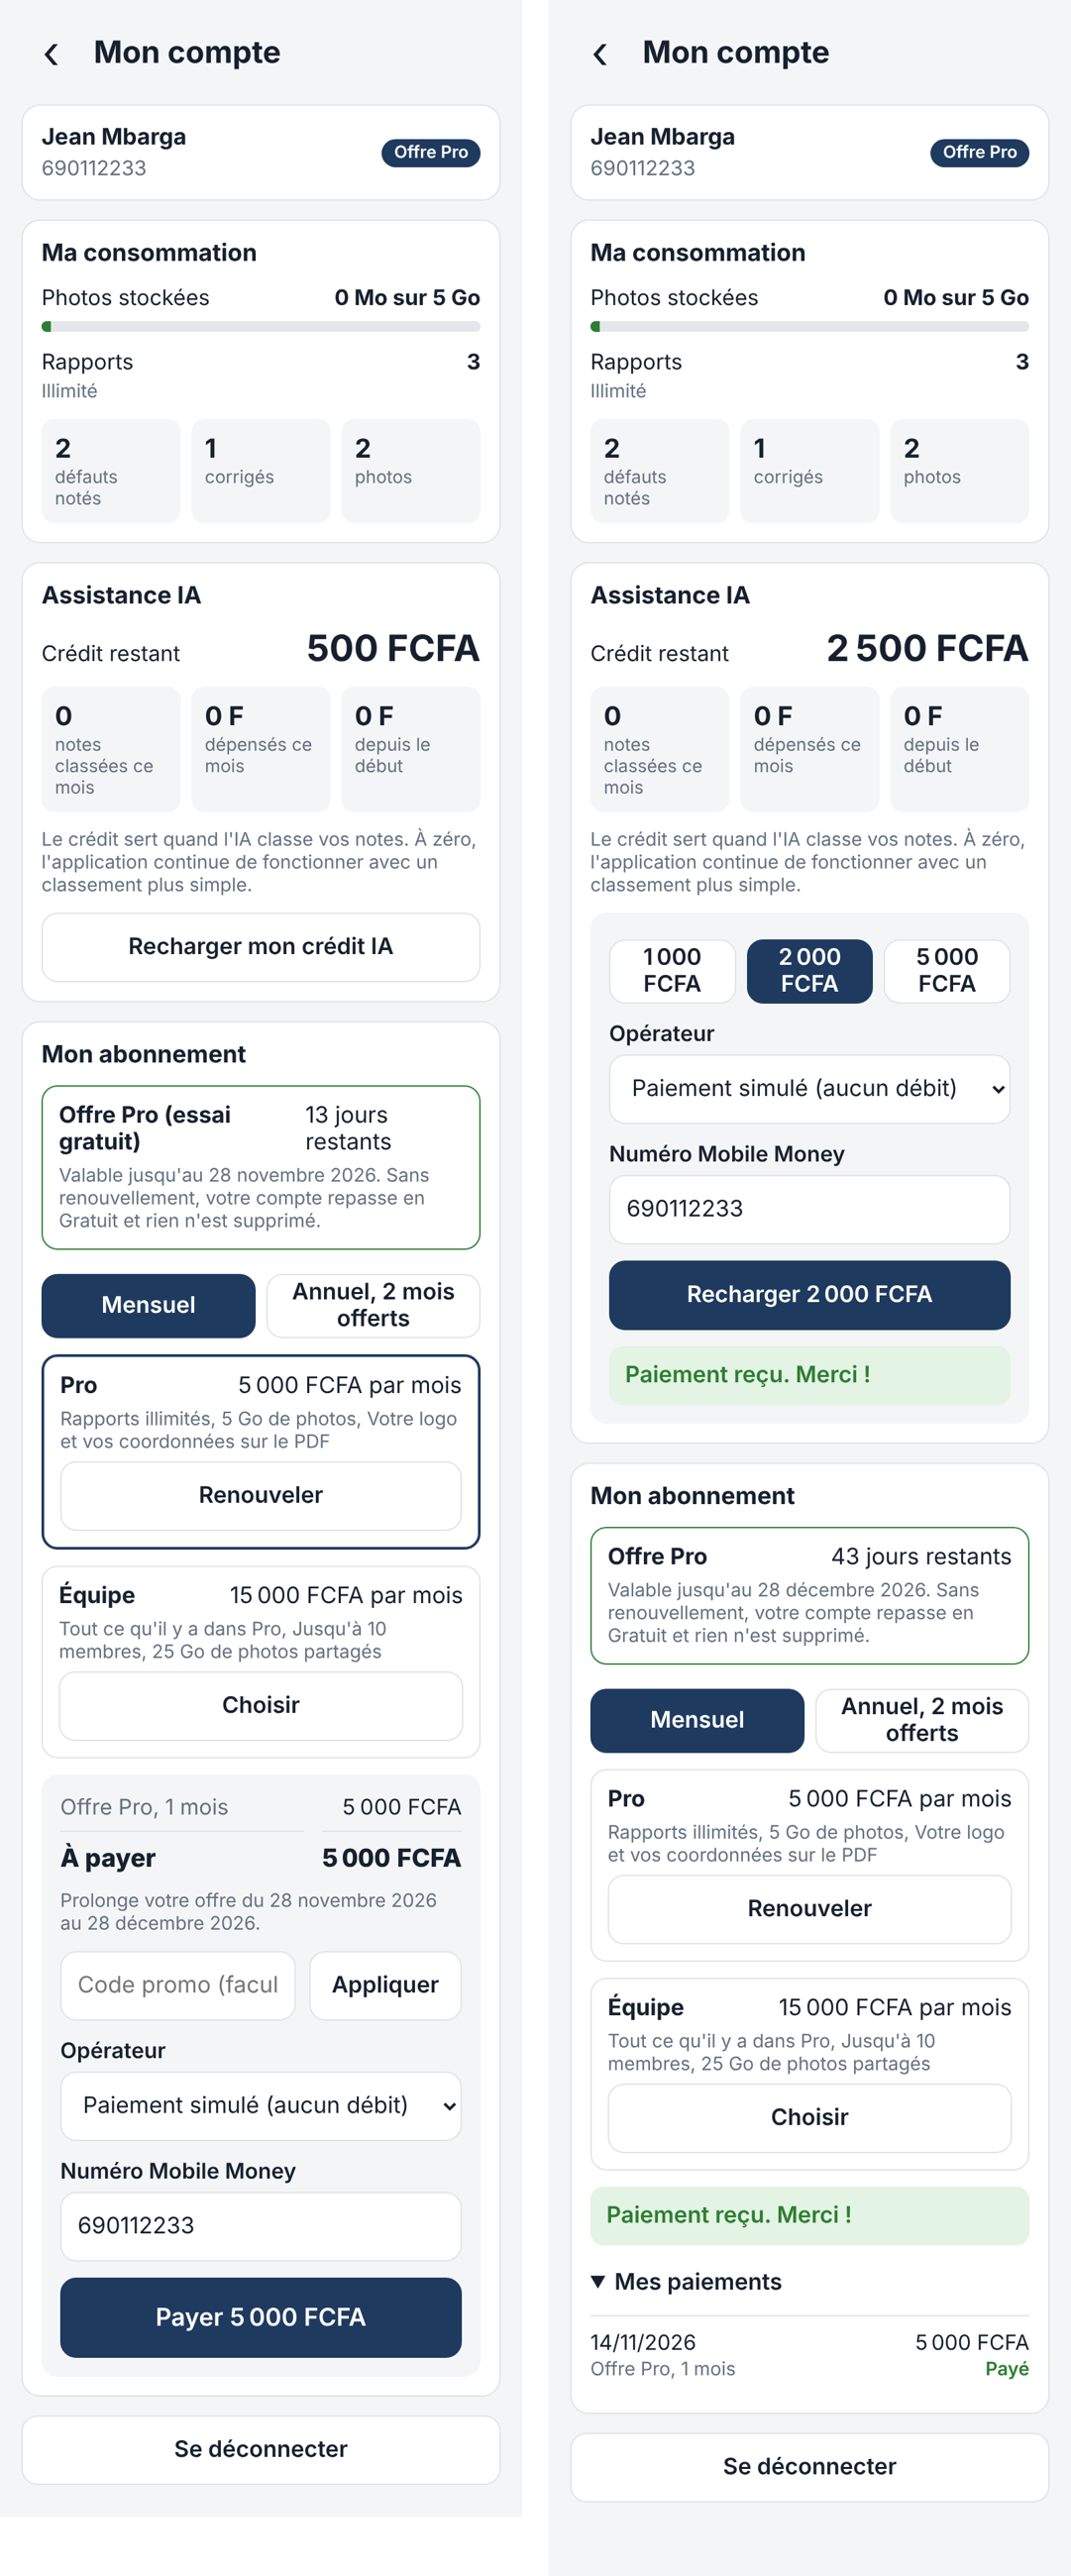 Mon compte
Jean Mbarga
690112233
Offre Pro
Ma consommation
Photos stockées 0 Mo sur 5 Go
Rapports 3
Illimité
2
défauts
notés
1
corrigés
2
photos
Assistance IA
Crédit restant 500 FCFA
0
notes
classées ce
mois
0 F
dépensés ce
mois
0 F
depuis le
début
Le crédit sert quand l'IA classe vos notes. À zéro,
l'application continue de fonctionner avec un
classement plus simple.
Recharger mon crédit IA
Mon abonnement
Offre Pro (essai
gratuit)
13 jours
restants
Valable jusqu'au 28 novembre 2026. Sans
renouvellement, votre compte repasse en
Gratuit et rien n'est supprimé.
Mensuel
Annuel, 2 mois
offerts
Pro 5 000 FCFA par mois
Rapports illimités, 5 Go de photos, Votre logo
et vos coordonnées sur le PDF
Renouveler
Équipe 15 000 FCFA par mois
Tout ce qu'il y a dans Pro, Jusqu'à 10
membres, 25 Go de photos partagés
Choisir
Offre Pro, 1 mois 5 000 FCFA
À payer 5 000 FCFA
Prolonge votre offre du 28 novembre 2026
au 28 décembre 2026.
Code promo (facul
Appliquer
Opérateur
Paiement simulé (aucun débit)
Numéro Mobile Money
690112233
Payer 5 000 FCFA
Se déconnecter
Mon compte
Jean Mbarga
690112233
Offre Pro
Ma consommation
Photos stockées 0 Mo sur 5 Go
Rapports 3
Illimité
2
défauts
notés
1
corrigés
2
photos
Assistance IA
Crédit restant 2 500 FCFA
0
notes
classées ce
mois
0 F
dépensés ce
mois
0 F
depuis le
début
Le crédit sert quand l'IA classe vos notes. À zéro,
l'application continue de fonctionner avec un
classement plus simple.
1 000
FCFA
2 000
FCFA
5 000
FCFA
Opérateur
Paiement simulé (aucun débit)
Numéro Mobile Money
690112233
Recharger 2 000 FCFA
Paiement reçu. Merci !
Mon abonnement
Offre Pro 43 jours restants
Valable jusqu'au 28 décembre 2026. Sans
renouvellement, votre compte repasse en
Gratuit et rien n'est supprimé.
Mensuel
Annuel, 2 mois
offerts
Pro 5 000 FCFA par mois
Rapports illimités, 5 Go de photos, Votre logo
et vos coordonnées sur le PDF
Renouveler
Équipe 15 000 FCFA par mois
Tout ce qu'il y a dans Pro, Jusqu'à 10
membres, 25 Go de photos partagés
Choisir
Paiement reçu. Merci !
Mes paiements
14/11/2026 5 000 FCFA
Offre Pro, 1 mois Payé
Se déconnecter